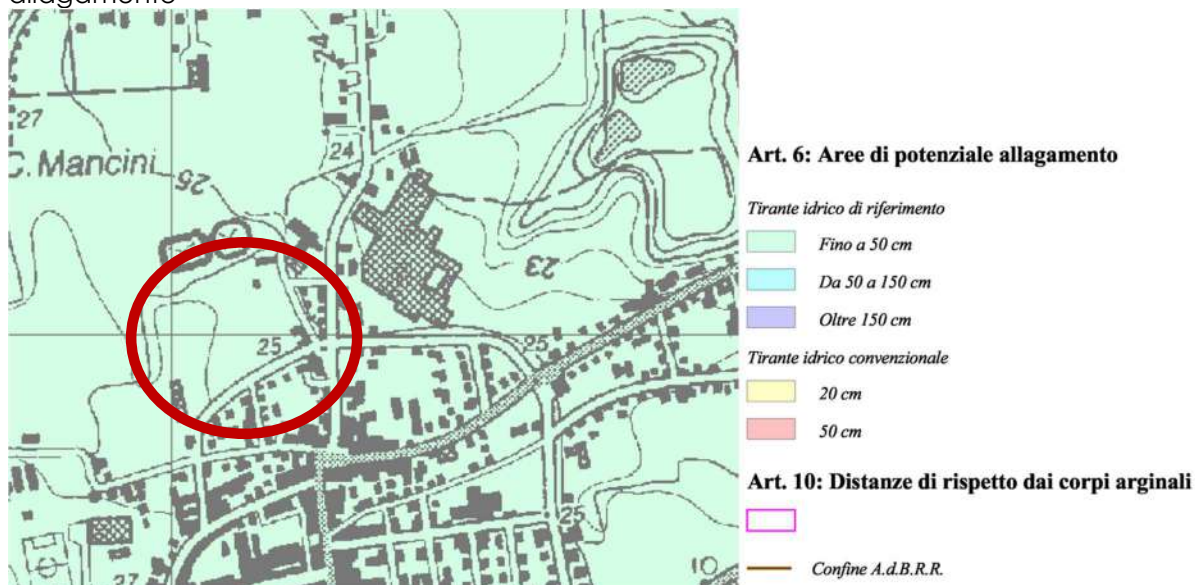 allagamento
24
27
C. Mancini
24
25
23
25
25
25
27
10
Art. 6: Aree di potenziale allagamento
Tirante idrico di riferimento
Fino a 50 cm
Da 50 a 150 cm
Oltre 150 cm
Tirante idrico convenzionale
20 cm
50 cm
Art. 10: Distanze di rispetto dai corpi arginali
Confine A.d.B.R.R.